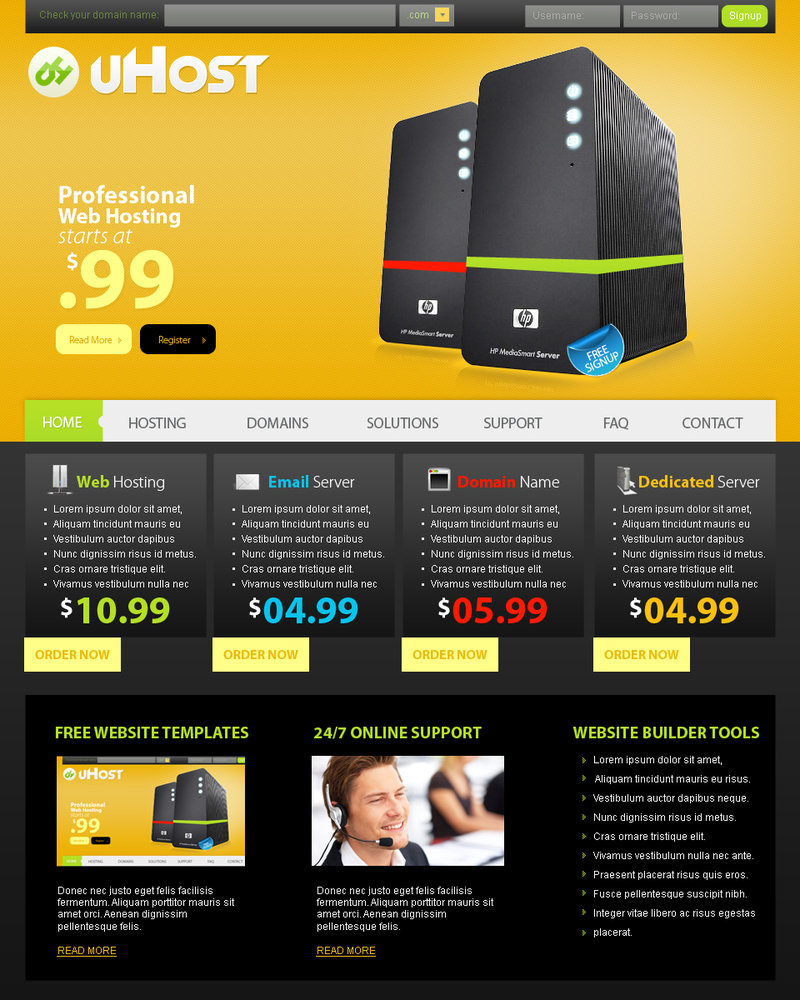 Check your domain name:
.com
Username:
Password:
Signup
uHost
Professional
Web Hosting
starts at
$.99
Read More
Register
hp
HP MediaSmart Server
hp
HP MediaSmart Server
FREE
SIGNUP
HOME
HOSTING
DOMAINS
SOLUTIONS
SUPPORT
FAQ
CONTACT
Web Hosting
Lorem ipsum dolor sit amet,
Aliquam tincidunt mauris eu
Vestibulum auctor dapibus
Nunc dignissim risus id metus.
Cras ornare tristique elit.
Vivamus vestibulum nulla nec
$10.99
ORDER NOW
Email Server
Lorem ipsum dolor sit amet,
Aliquam tincidunt mauris eu
Vestibulum auctor dapibus
Nunc dignissim risus id metus.
Cras ornare tristique elit.
Vivamus vestibulum nulla nec
$04.99
ORDER NOW
Domain Name
Lorem ipsum dolor sit amet,
Aliquam tincidunt mauris eu
Vestibulum auctor dapibus
Nunc dignissim risus id metus.
Cras ornare tristique elit.
Vivamus vestibulum nulla nec
$05.99
ORDER NOW
Dedicated Server
Lorem ipsum dolor sit amet,
Aliquam tincidunt mauris eu
Vestibulum auctor dapibus
Nunc dignissim risus id metus.
Cras ornare tristique elit.
Vivamus vestibulum nulla nec
$04.99
ORDER NOW
FREE WEBSITE TEMPLATES
uHost
Professional
Web Hosting
starts at
$.99
HOME
HOSTING
DOMAINS
SOLUTIONS
SUPPORT
FAQ
CONTACT
Donec nec justo eget felis facilisis
fermentum. Aliquam porttitor mauris sit
amet orci. Aenean dignissim
pellentesque felis.
READ MORE
24/7 ONLINE SUPPORT
Donec nec justo eget felis facilisis
fermentum. Aliquam porttitor mauris sit
amet orci. Aenean dignissim
pellentesque felis.
READ MORE
WEBSITE BUILDER TOOLS
Lorem ipsum dolor sit amet,
Aliquam tincidunt mauris eu risus.
Vestibulum auctor dapibus neque.
Nunc dignissim risus id metus.
Cras ornare tristique elit.
Vivamus vestibulum nulla nec ante.
Praesent placerat risus quis eros.
Fusce pellentesque suscipit nibh.
Integer vitae libero ac risus egestas
placerat.